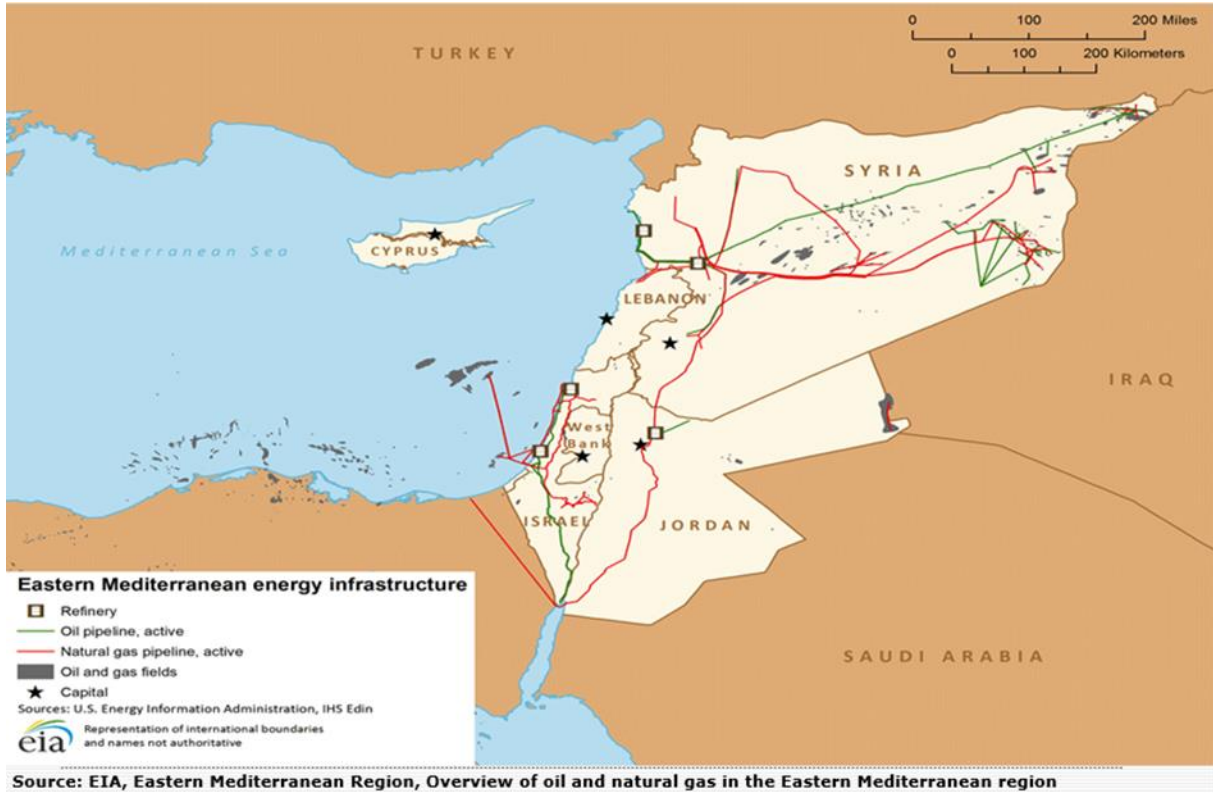 0 100 200 Miles
0 100 200 Kilometers
TURKEY
SYRIA
Mediterranean Sea
CYPRUS
LEBANON
IRAQ
West
Bank
ISRAEL
JORDAN
SAUDI ARABIA
Eastern Mediterranean energy infrastructure
Refinery
Oil pipeline, active
Natural gas pipeline, active
Oil and gas fields
Capital
Sources: U.S. Energy Information Administration, IHS Edin
eia
Representation of international boundaries
and names not authoritative
Source: EIA, Eastern Mediterranean Region, Overview of oil and natural gas in the Eastern Mediterranean region